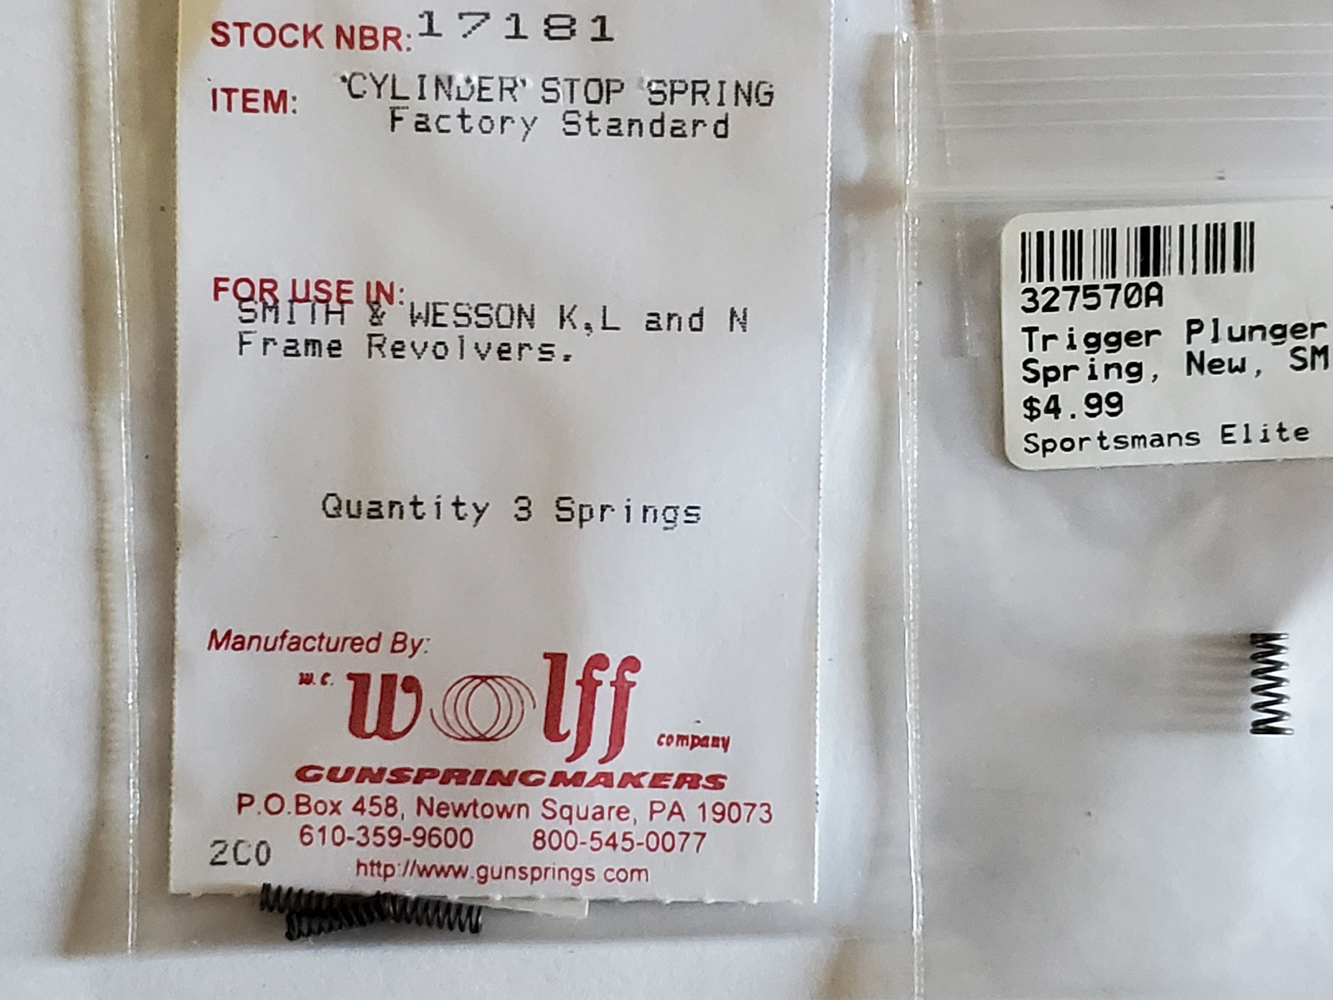 STOCK NBR: 17181
ITEM: CYLINDER STOP SPRING
Factory Standard
FOR USE IN:
SMITH & WESSON K,L and N
Frame Revolvers.
Quantity 3 Springs
Manufactured By:
W.C. Wolff company
GUNSPRINGMAKERS
P.O.Box 458, Newtown Square, PA 19073
610-359-9600 800-545-0077
2C0
http://www.gunsprings.com
327570A
Trigger Plunger
Spring, New, SM
$4.99
Sportsmans Elite